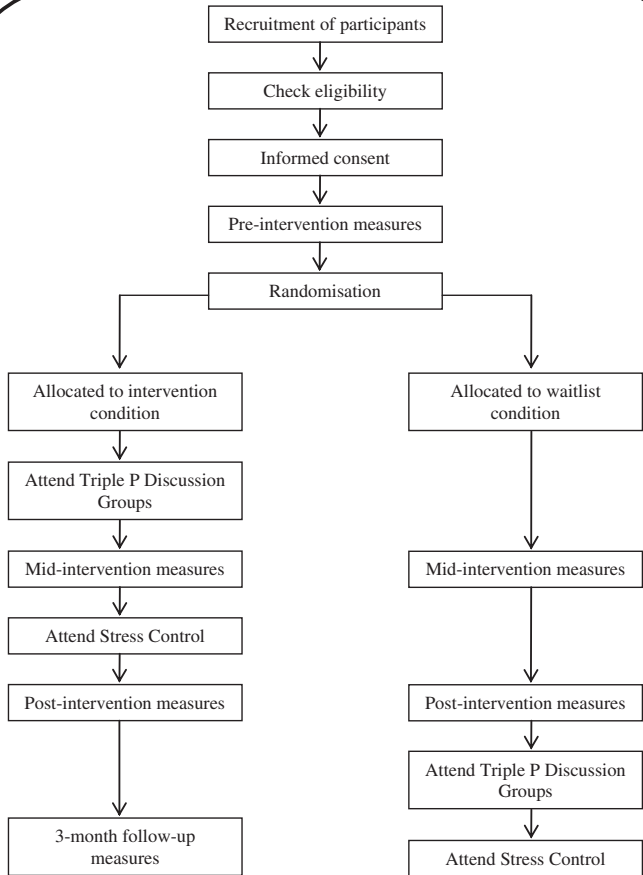 Recruitment of participants
Check eligibility
Informed consent
Pre-intervention measures
Randomisation
Allocated to intervention
condition
Attend Triple P Discussion
Groups
Mid-intervention measures
Attend Stress Control
Post-intervention measures
3-month follow-up
measures
Allocated to waitlist
condition
Mid-intervention measures
Post-intervention measures
Attend Triple P Discussion
Groups
Attend Stress Control